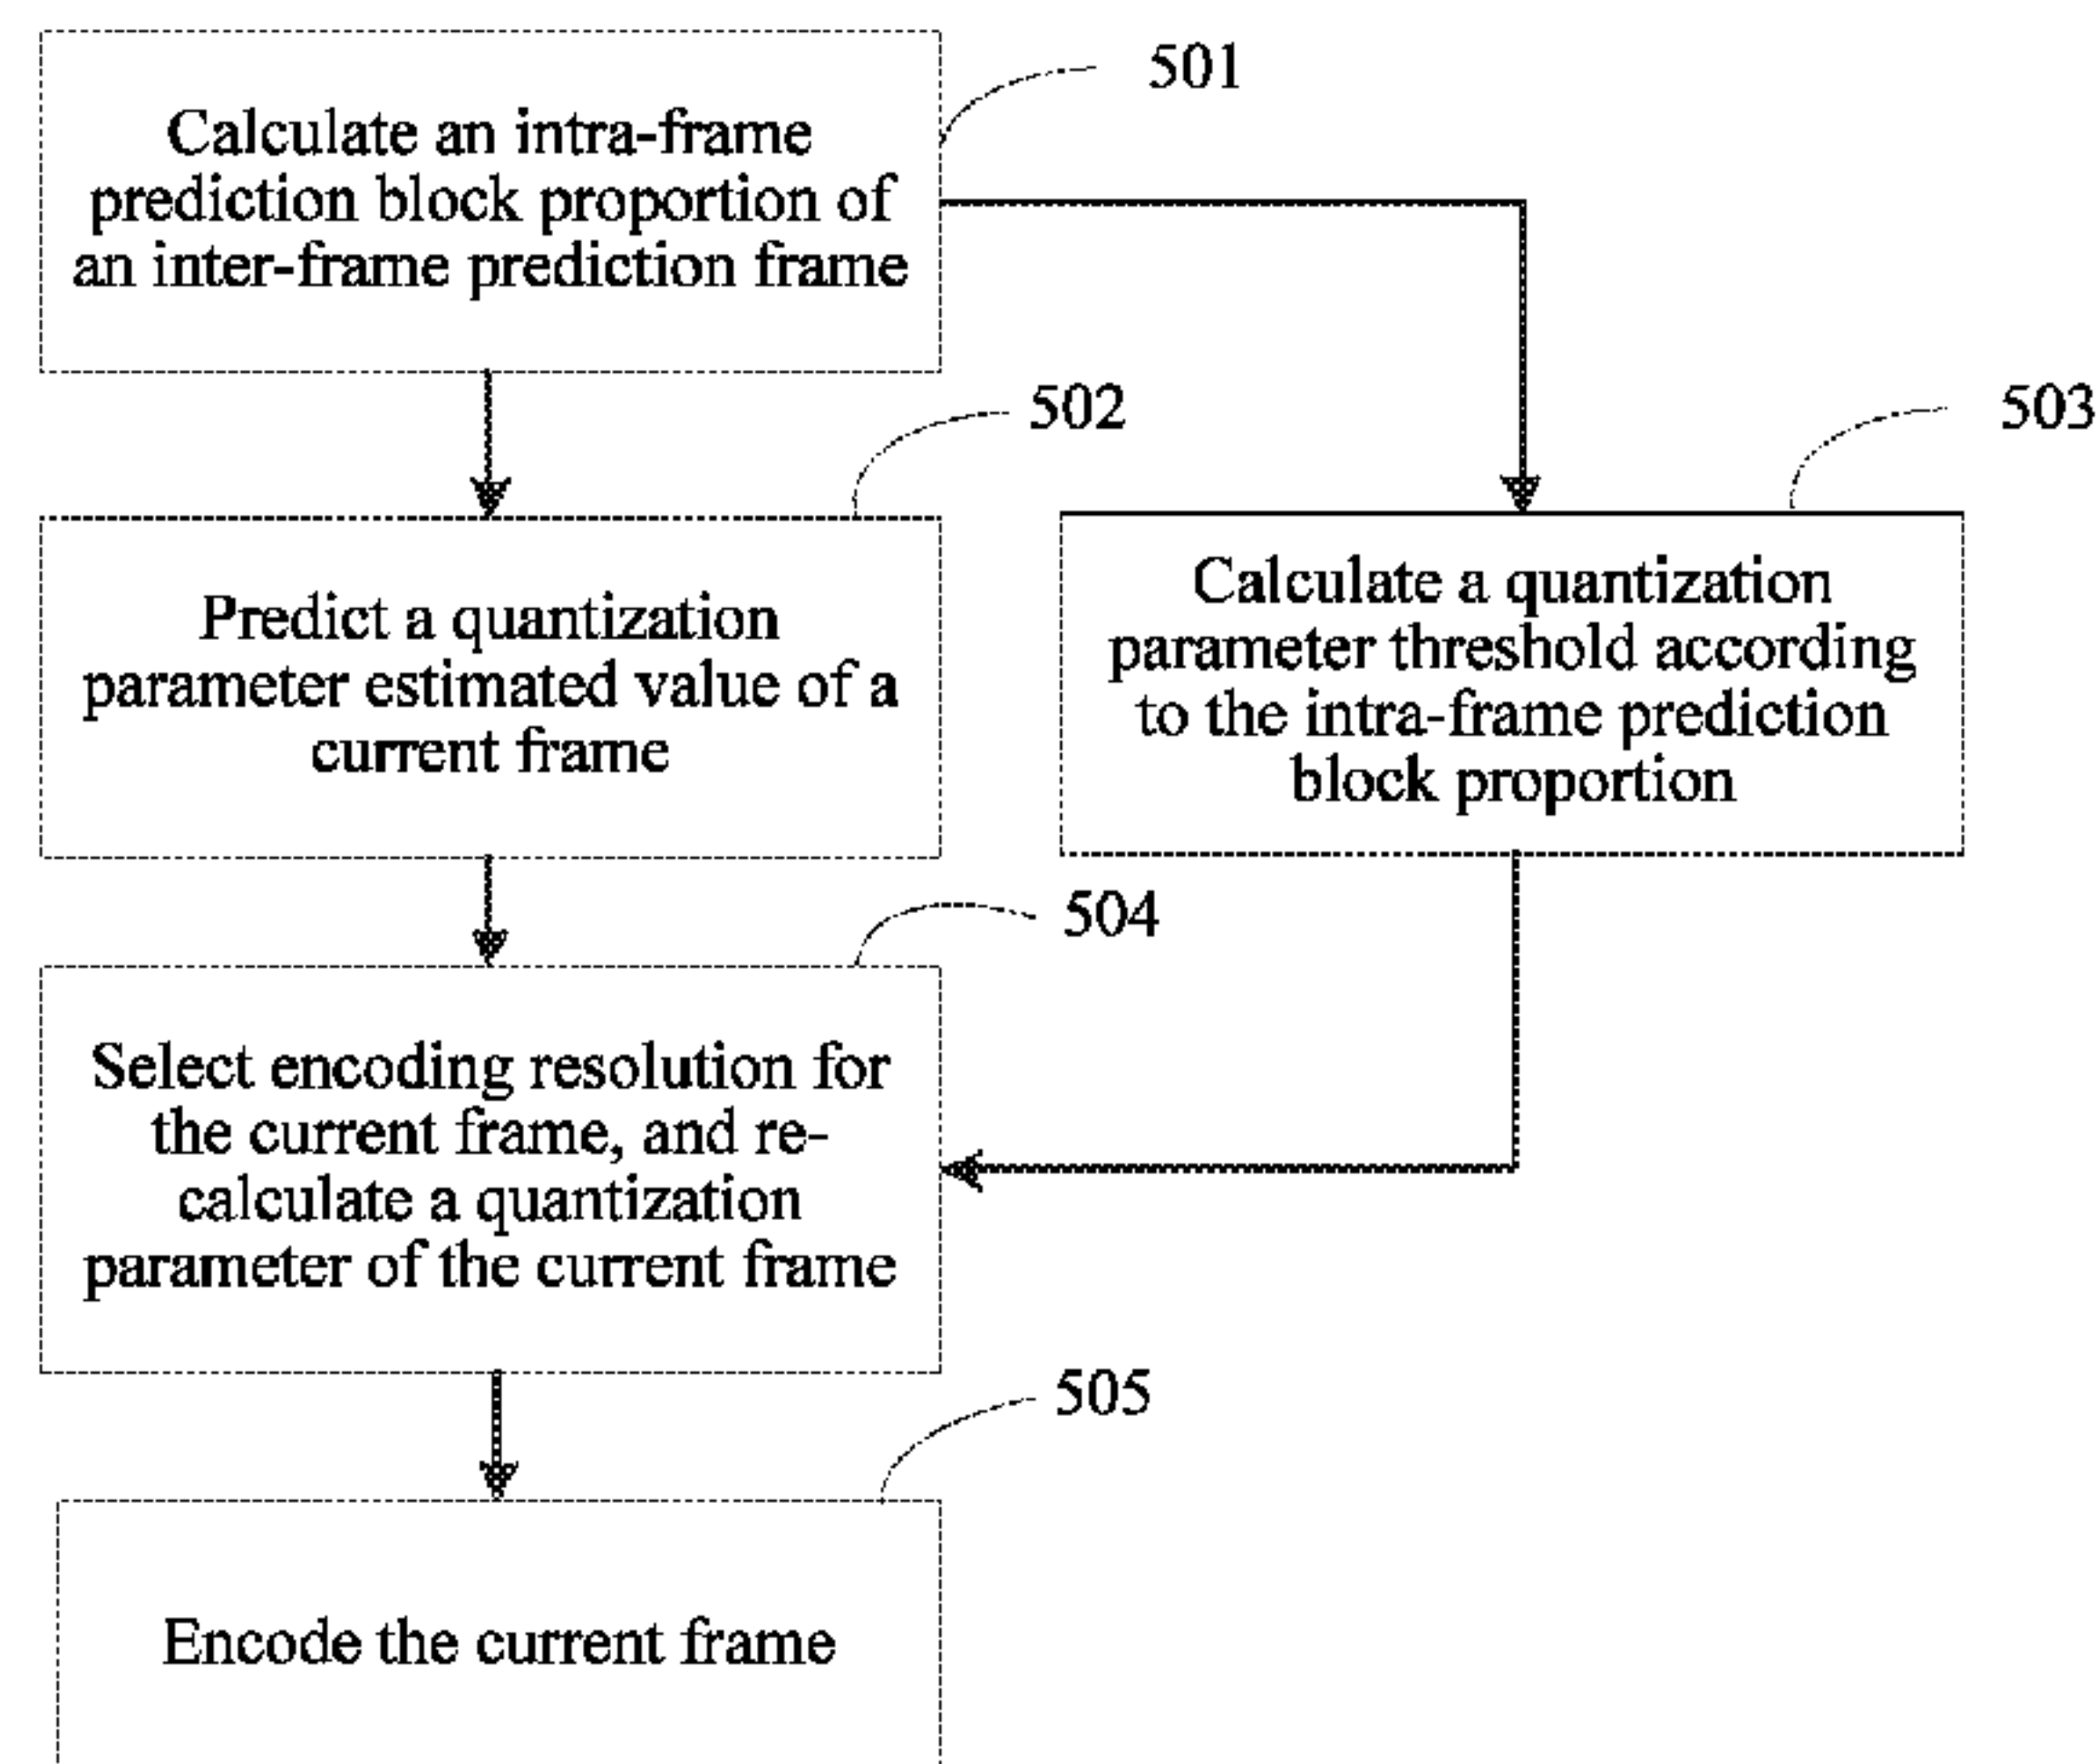 501
Calculate an intra-frame
prediction block proportion of
an inter-frame prediction frame
502
Predict a quantization
parameter estimated value of a
current frame
503
Calculate a quantization
parameter threshold according
to the intra-frame prediction
block proportion
504
Select encoding resolution for
the current frame, and re-
calculate a quantization
parameter of the current frame
505
Encode the current frame